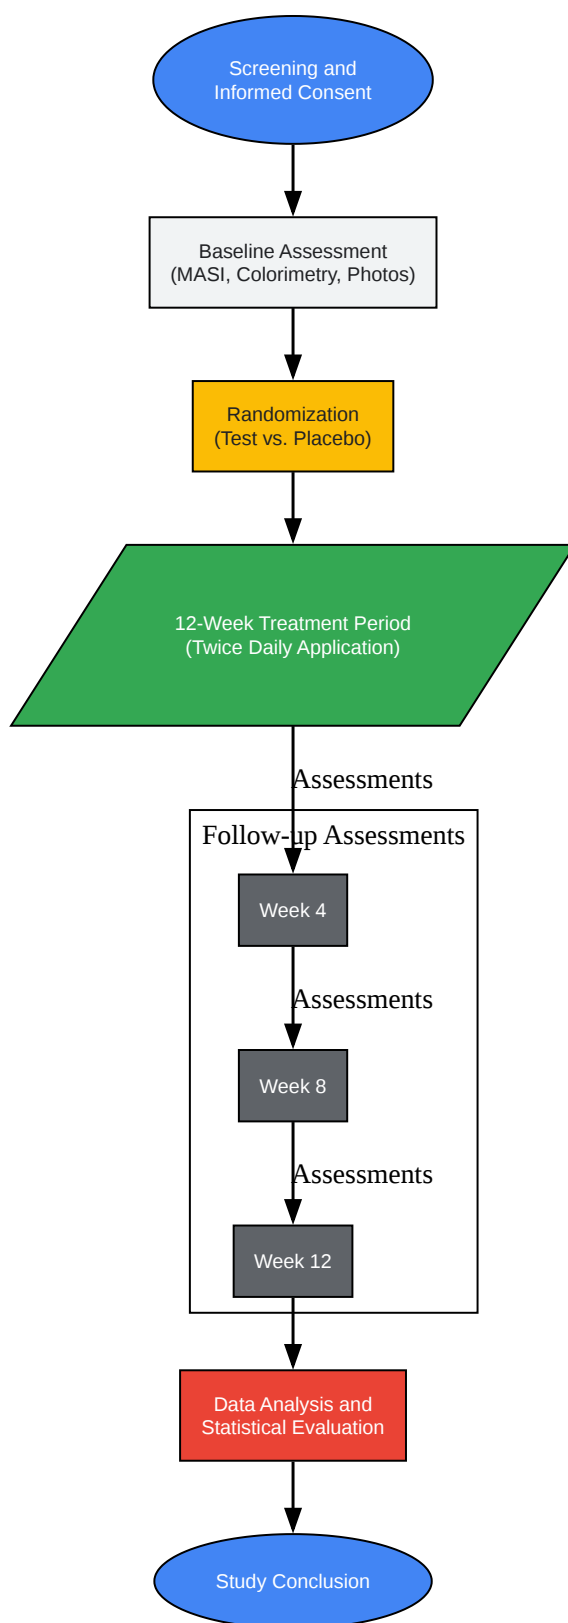 Screening and
Informed Consent
Baseline Assessment
(MASI, Colorimetry, Photos)
Randomization
(Test vs. Placebo)
12-Week Treatment Period
(Twice Daily Application)
Assessments
Follow-up Assessments
Week 4
Assessments
Week 8
Assessments
Week 12
Data Analysis and
Statistical Evaluation
Study Conclusion